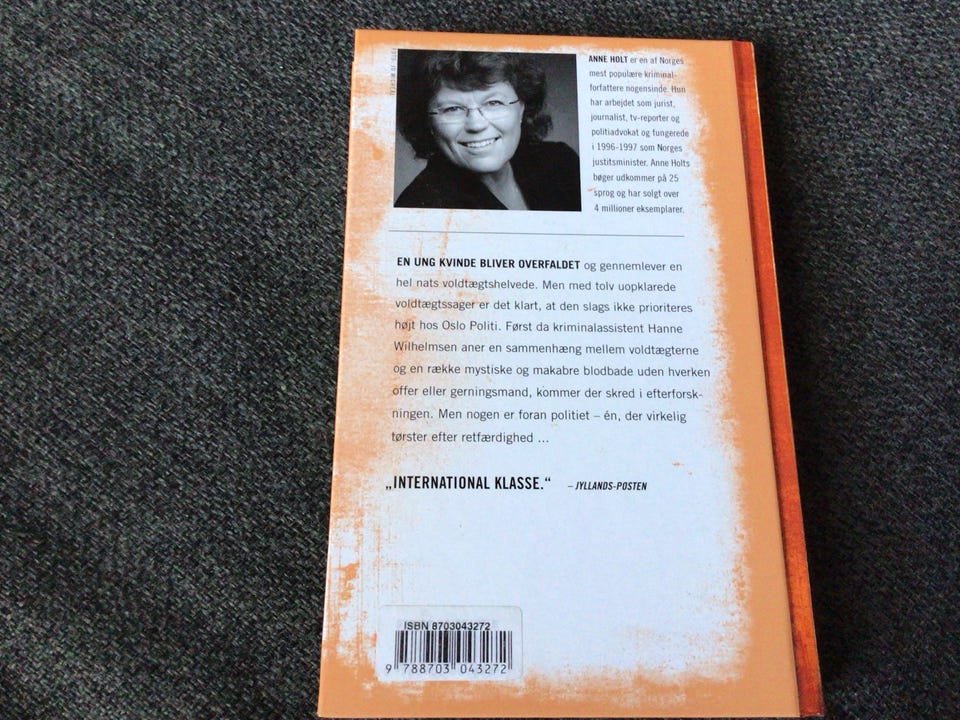 ANNE HOLT er en af Norges
mest populære kriminal-
forfattere nogensinde. Hun
har arbejdet som jurist,
journalist, tv-reporter og
politiadvokat og fungerede
i 1996-1997 som Norges
justitsminister. Anne Holts
bøger udkommer på 25
sprog og har solgt over
4 millioner eksemplarer.
EN UNG KVINDE BLIVER OVERFALDET og gennemlever en
hel nats voldtægtshelvede. Men med tolv uopklarede
voldtægtssager er det klart, at den slags ikke prioriteres
højt hos Oslo Politi. Først da kriminalassistent Hanne
Wilhelmsen aner en sammenhæng mellem voldtægterne
og en række mystiske og makabre blodbade uden hverken
offer eller gerningsmand, kommer der skred i efterforsk-
ningen. Men nogen er foran politiet – én, der virkelig
tørster efter retfærdighed ...
„INTERNATIONAL KLASSE.“ – JYLLANDS-POSTEN
ISBN 8703043272
9 788703 043272